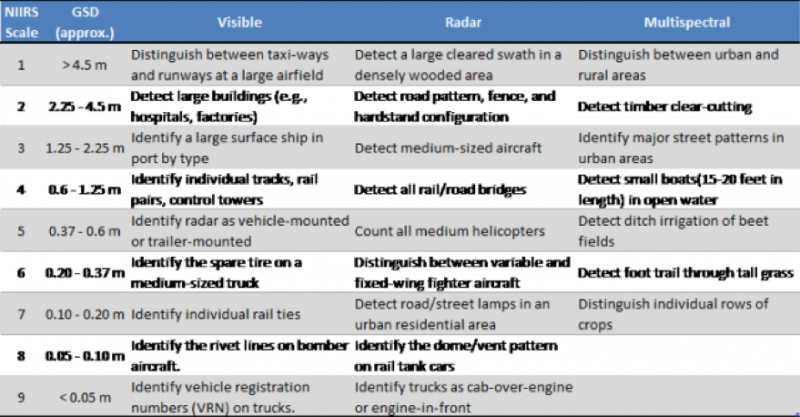 NIIRS Scale GSD (approx.) Visible Radar Multispectral
1 > 4.5 m Distinguish between taxi-ways and runways at a large airfield Detect a large cleared swath in a densely wooded area Distinguish between urban and rural areas
2 2.25 - 4.5 m Detect large buildings (e.g., hospitals, factories) Detect road pattern, fence, and hardstand configuration Detect timber clear-cutting
3 1.25 - 2.25 m Identify a large surface ship in port by type Detect medium-sized aircraft Identify major street patterns in urban areas
4 0.6 - 1.25 m Identify individual tracks, rail pairs, control towers Detect all rail/road bridges Detect small boats(15-20 feet in length) in open water
5 0.37 - 0.6 m Identify radar as vehicle-mounted or trailer-mounted Count all medium helicopters Detect ditch irrigation of beet fields
6 0.20 - 0.37 m Identify the spare tire on a medium-sized truck Distinguish between variable and fixed-wing fighter aircraft Detect foot trail through tall grass
7 0.10 - 0.20 m Identify individual rail ties Detect road/street lamps in an urban residential area Distinguish individual rows of crops
8 0.05 - 0.10 m Identify the rivet lines on bomber aircraft. Identify the dome/vent pattern on rail tank cars
9 < 0.05 m Identify vehicle registration numbers (VRN) on trucks. Identify trucks as cab-over-engine or engine-in-front